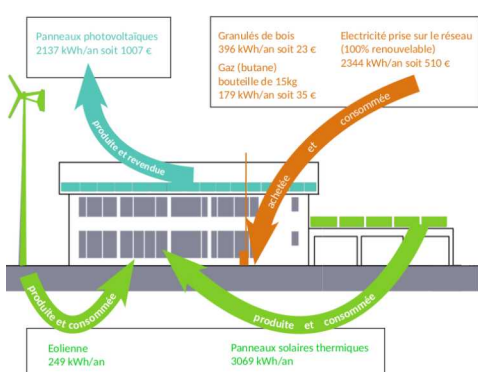 Panneaux photovoltaïques
2137 kWh/an soit 1007 €
Granulés de bois
396 kWh/an soit 23 €
Gaz (butane)
bouteille de 15kg
179 kWh/an soit 35 €
Electricité prise sur le réseau
(100% renouvelable)
2344 kWh/an soit 510 €
produite et revendue
achetée et consommée
produite et consommée
produite et consommée
Eolienne
249 kWh/an
Panneaux solaires thermiques
3069 kWh/an